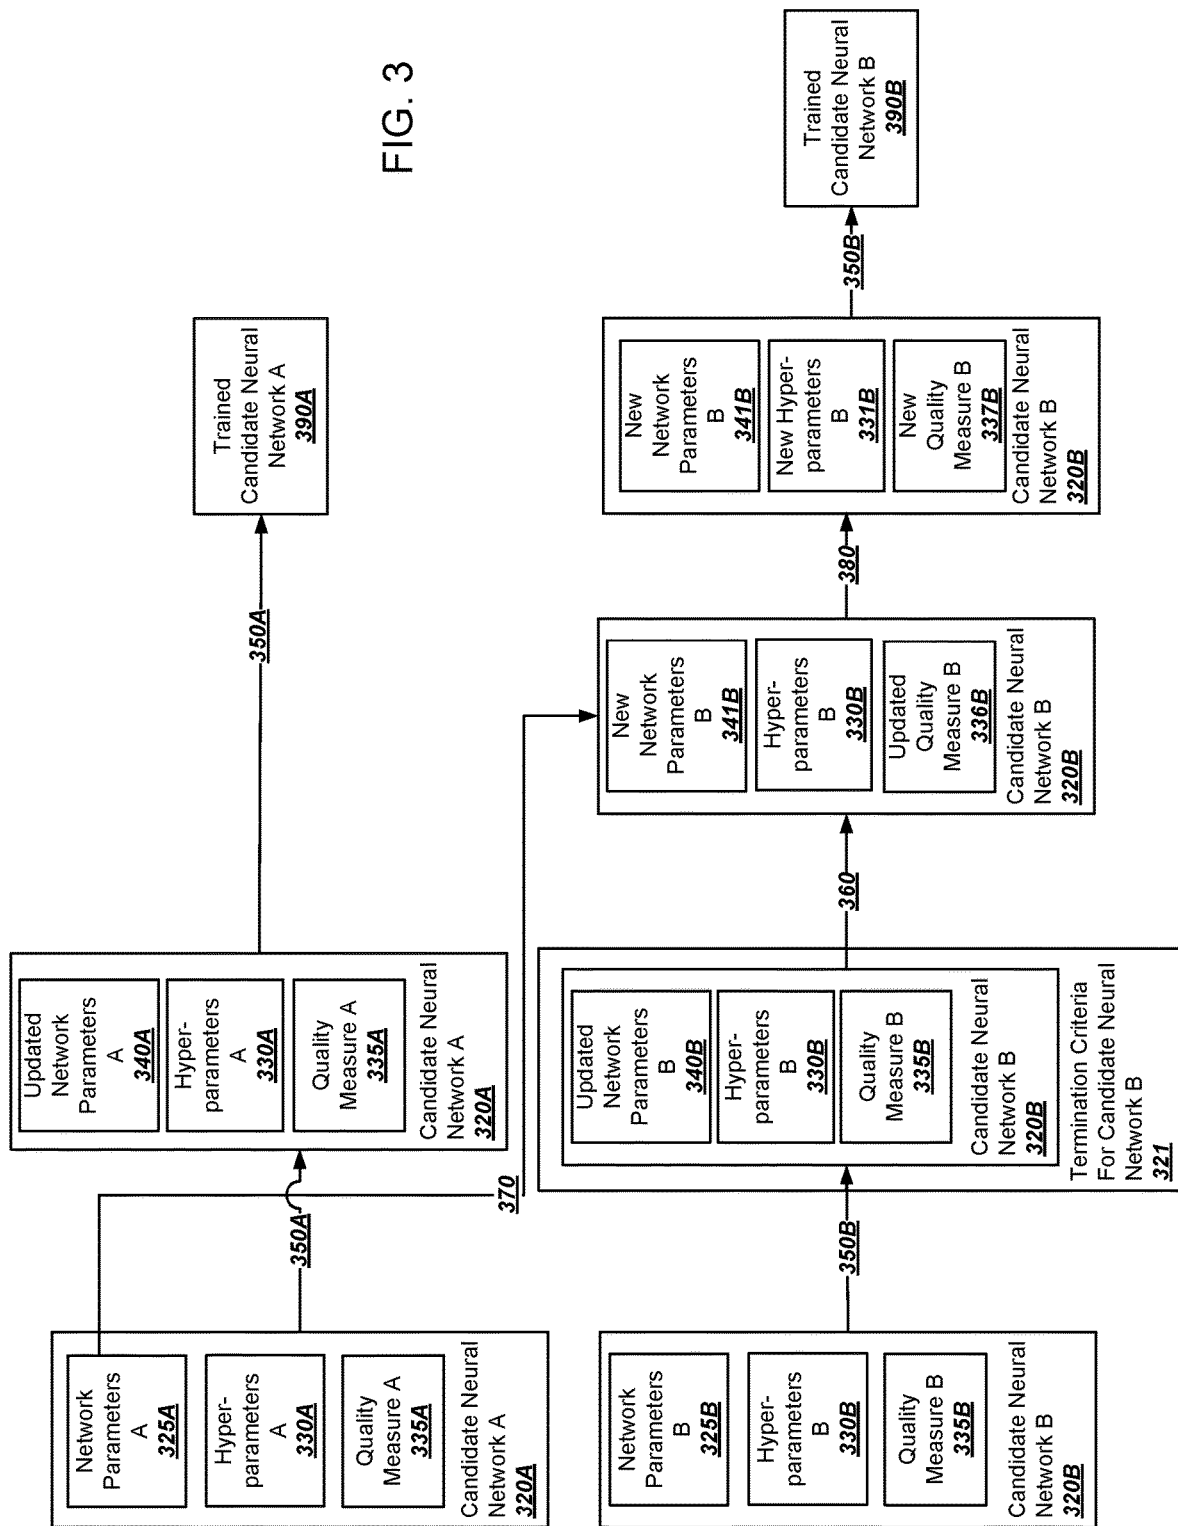 FIG. 3
Network
Parameters
A
325A
Hyper-
parameters
A
330A
Quality
Measure A
335A
Candidate Neural
Network A
320A
350A
370
Updated
Network
Parameters
A
340A
Hyper-
parameters
A
330A
Quality
Measure A
335A
Candidate Neural
Network A
320A
350A
Trained
Candidate Neural
Network A
390A
Network
Parameters
B
325B
Hyper-
parameters
B
330B
Quality
Measure B
335B
Candidate Neural
Network B
320B
350B
Updated
Network
Parameters
B
340B
Hyper-
parameters
B
330B
Quality
Measure B
335B
Candidate Neural
Network B
320B
Termination Criteria
For Candidate Neural
Network B
321
360
New
Network
Parameters
B
341B
Hyper-
parameters
B
330B
Updated
Quality
Measure B
336B
Candidate Neural
Network B
320B
380
New
Network
Parameters
B
341B
New Hyper-
parameters
B
331B
New
Quality
Measure B
337B
Candidate Neural
Network B
320B
350B
Trained
Candidate Neural
Network B
390B